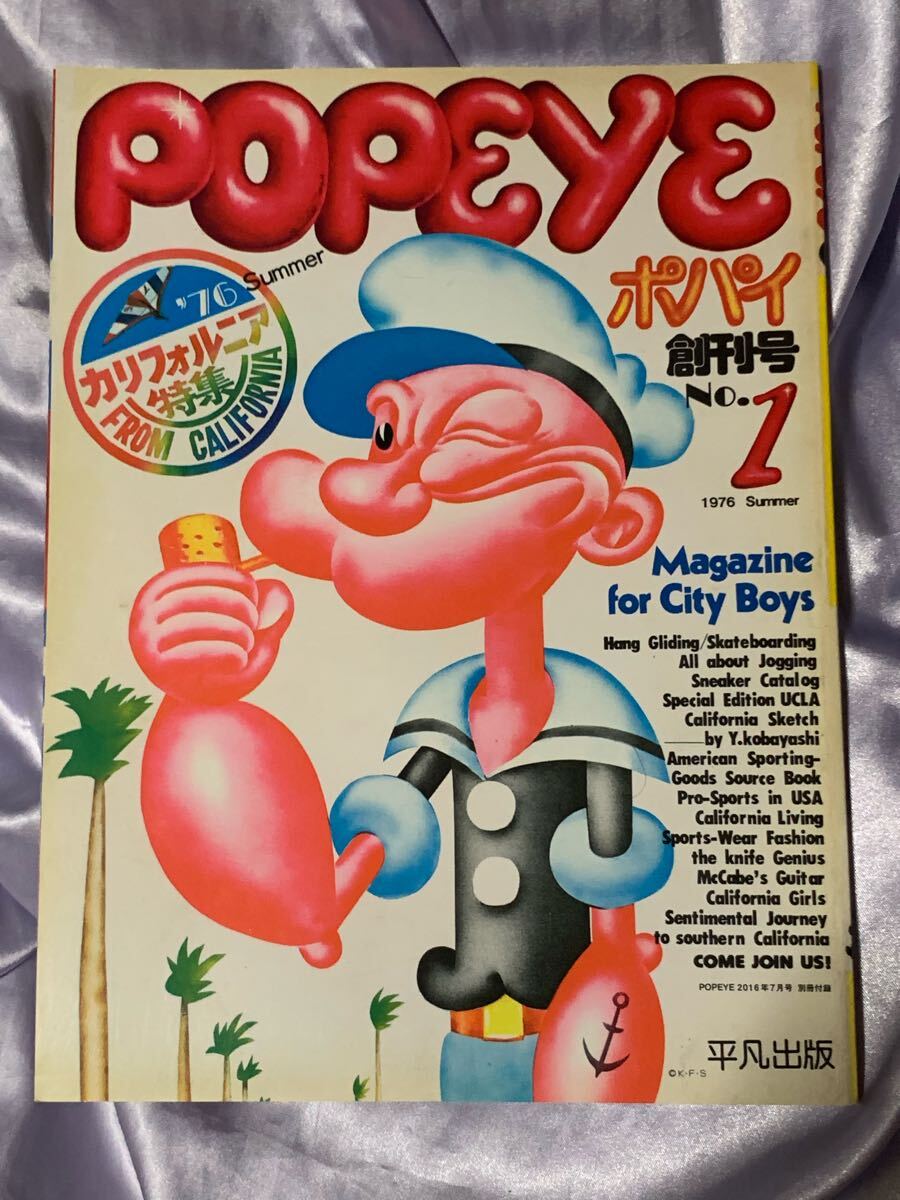 POPEYE
ポパイ
創刊号
No.1
1976 Summer
'76 Summer
カリフォルニア
特集
FROM CALIFORNIA
Magazine
for City Boys
Hang Gliding/Skateboarding
All about Jogging
Sneaker Catalog
Special Edition UCLA
California Sketch
—by Y.kobayashi
American Sporting-
Goods Source Book
Pro-Sports in USA
California Living
Sports-Wear Fashion
the knife Genius
McCabe's Guitar
California Girls
Sentimental Journey
to southern California
COME JOIN US!
POPEYE 2016年7月号 別冊付録
©K・F・S
平凡出版